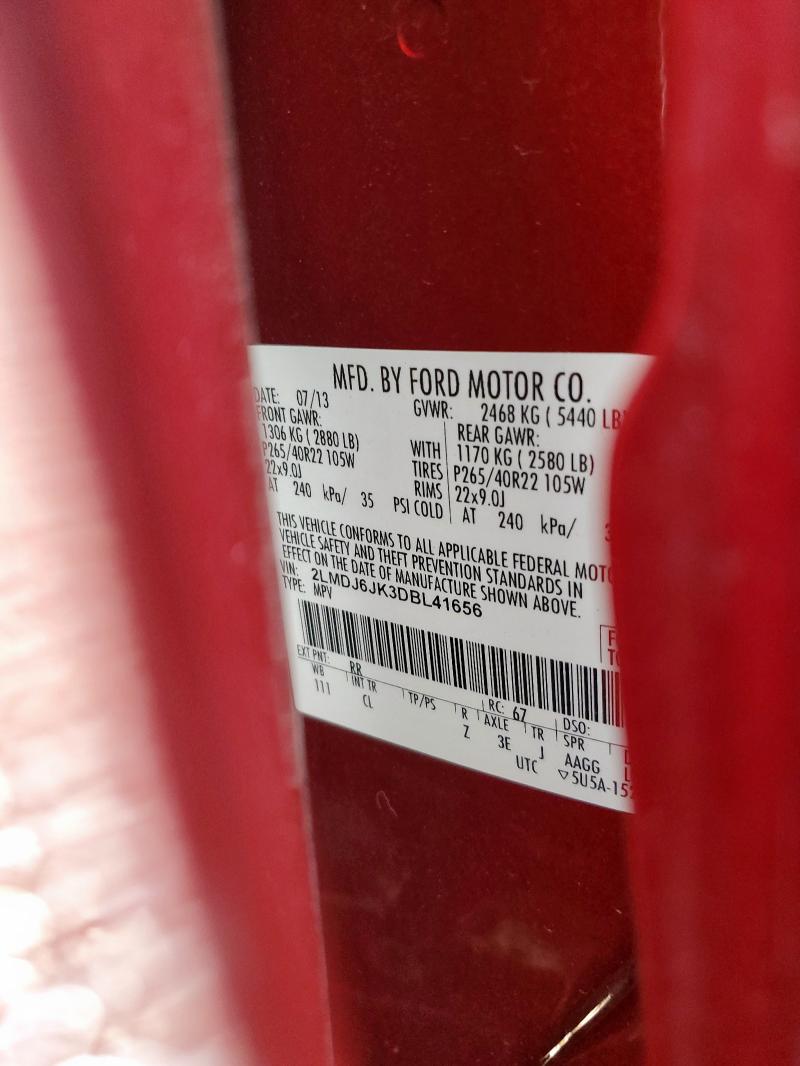 MFD. BY FORD MOTOR CO.
DATE: 07/13 GVWR: 2468 KG ( 5440 LB
FRONT GAWR: REAR GAWR:
1306 KG ( 2880 LB) WITH 1170 KG ( 2580 LB)
P265/40R22 105W TIRES P265/40R22 105W
22x9.0J RIMS 22x9.0J
AT 240 kPa/ 35 PSI COLD AT 240 kPa/ 3
THIS VEHICLE CONFORMS TO ALL APPLICABLE FEDERAL MOTO
VEHICLE SAFETY AND THEFT PREVENTION STANDARDS IN
EFFECT ON THE DATE OF MANUFACTURE SHOWN ABOVE.
VIN: 2LMDJ6JK3DBL41656
TYPE: MPV
F
TO
EXT PNT: RR RC: 67 DSO:
WB INT TR TP/PS R AXLE TR SPR
111 CL Z 3E J AAGG
UTC ▽5U5A-152